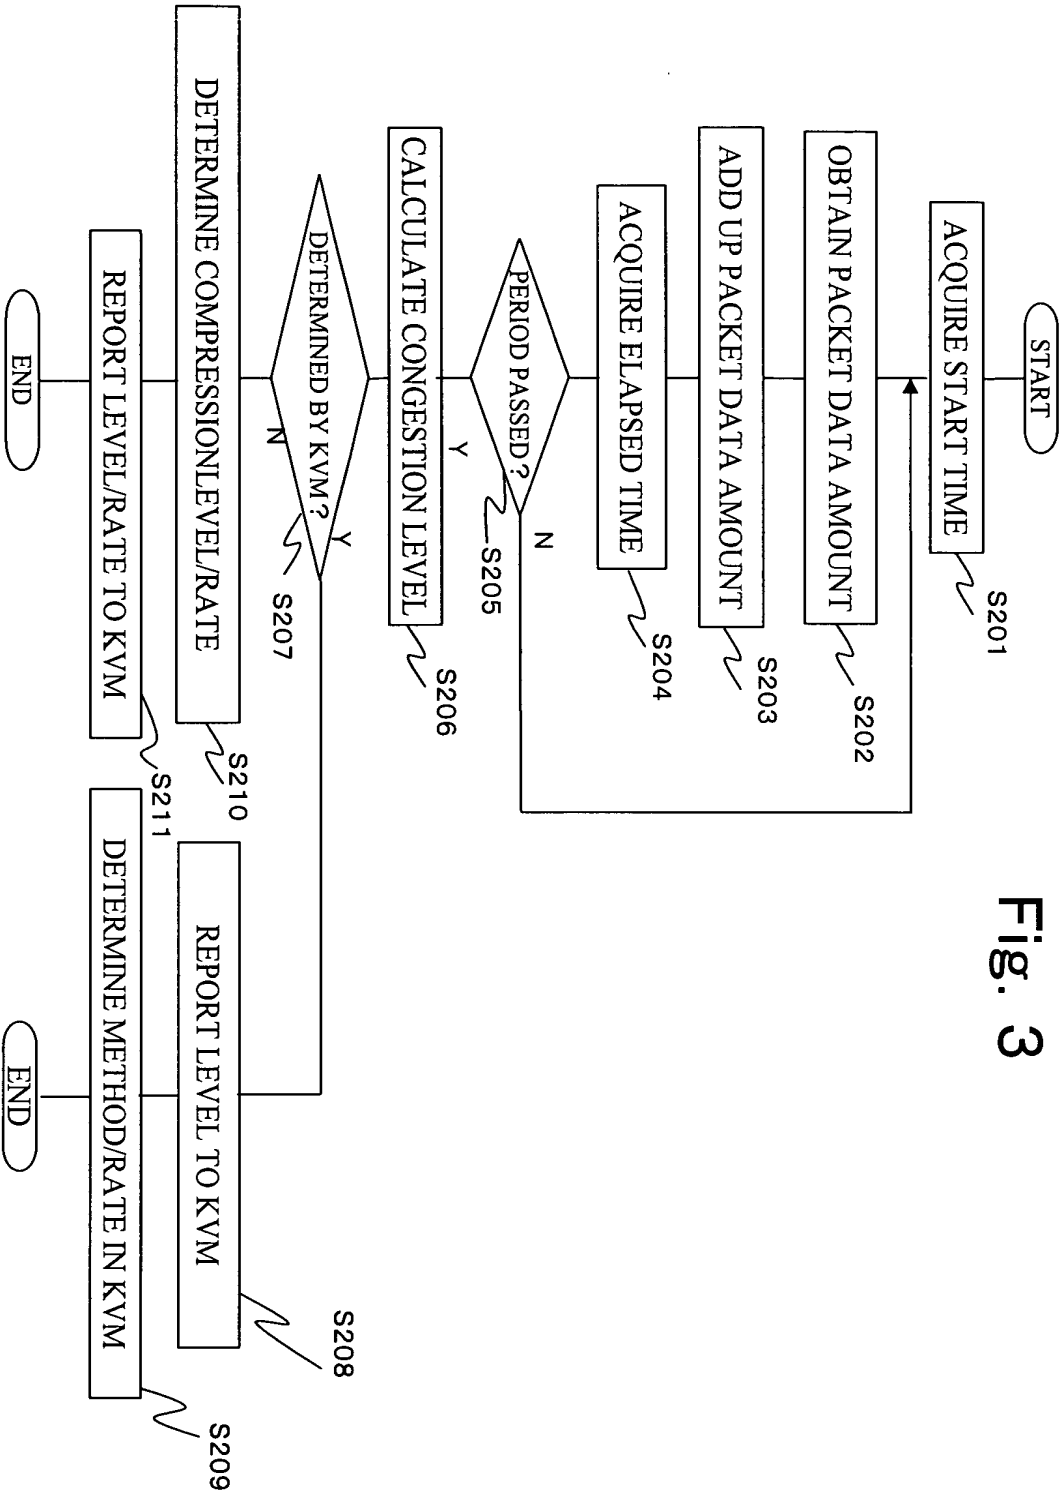 Fig. 3
START
ACQUIRE START TIME
S201
OBTAIN PACKET DATA AMOUNT
S202
ADD UP PACKET DATA AMOUNT
S203
ACQUIRE ELAPSED TIME
S204
PERIOD PASSED?
N
S205
Y
CALCULATE CONGESTION LEVEL
S206
DETERMINED BY KVM?
Y
S207
N
DETERMINE COMPRESSIONLEVEL/RATE
S210
REPORT LEVEL TO KVM
S208
REPORT LEVEL/RATE TO KVM
S211
DETERMINE METHOD/RATE IN KVM
S209
END
END